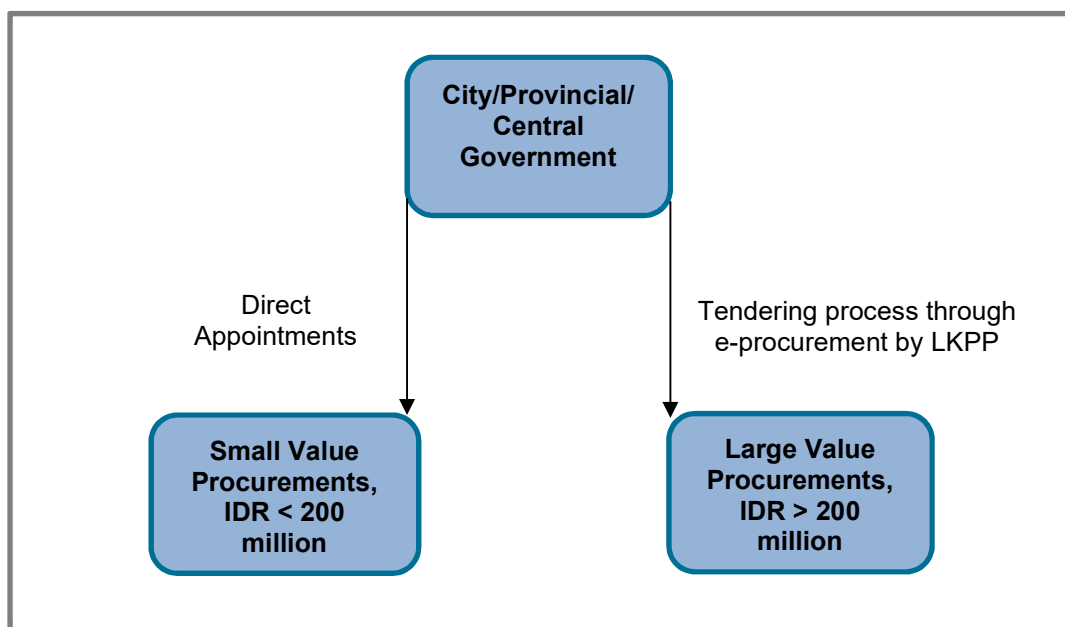 City/Provincial/
Central
Government
Direct
Appointments
Tendering process through
e-procurement by LKPP
Small Value
Procurements,
IDR < 200
million
Large Value
Procurements,
IDR > 200
million